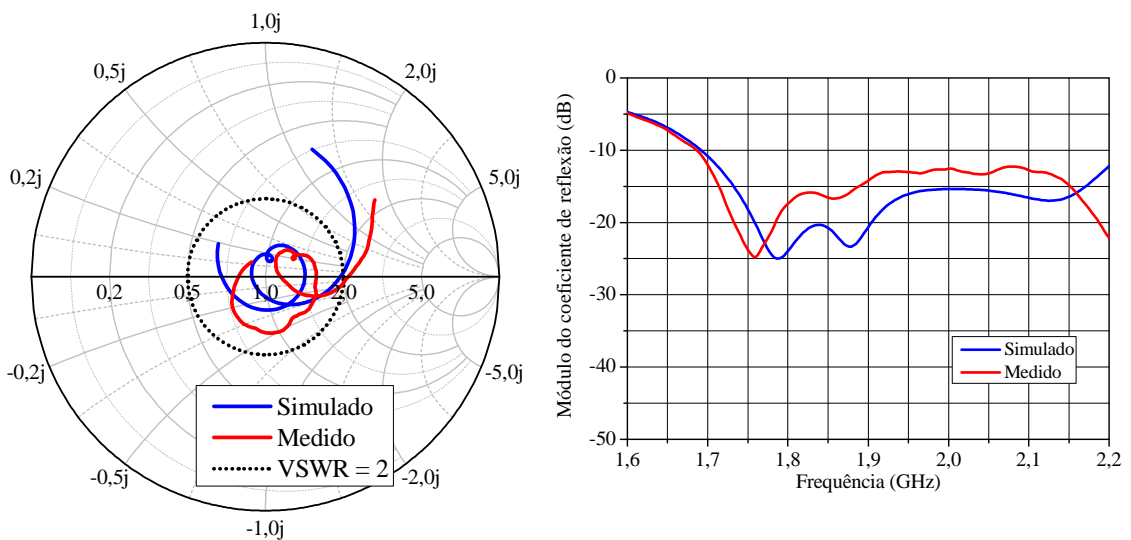 1,0j
0,5j
2,0j
0,2j
5,0j
0,2
0,5
1,0
2,0
5,0
-0,2j
-5,0j
Simulado
Medido
VSWR = 2
-0,5j
-2,0j
-1,0j
Módulo do coeficiente de reflexão (dB)
0
-10
-20
-30
-40
-50
Simulado
Medido
1,6 1,7 1,8 1,9 2,0 2,1 2,2
Frequência (GHz)